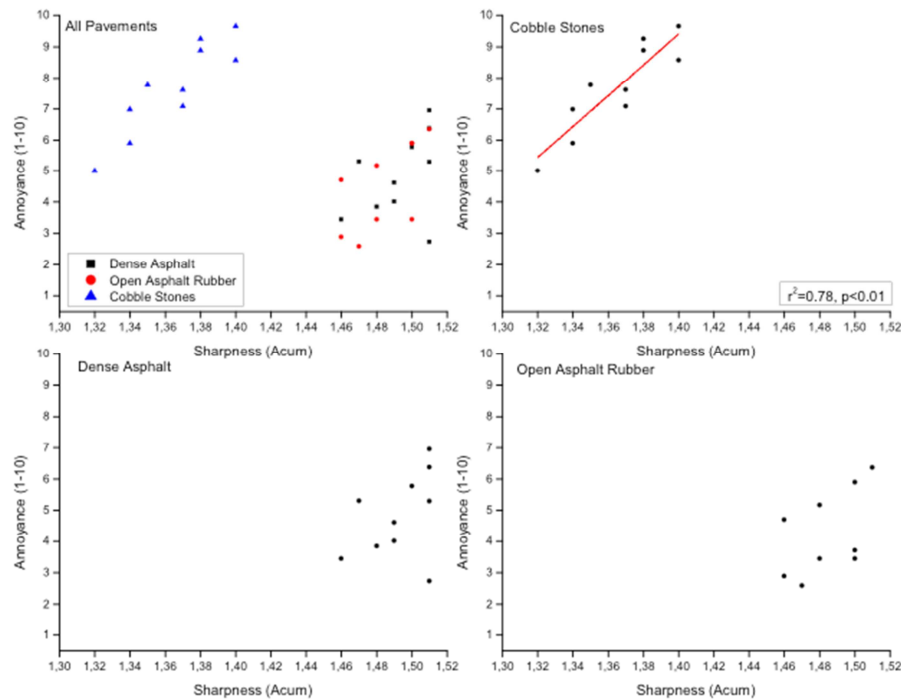 All Pavements
10
9
8
7
6
5
4
3
2
1
Annoyance (1-10)
Dense Asphalt
Open Asphalt Rubber
Cobble Stones
1,30 1,32 1,34 1,36 1,38 1,40 1,42 1,44 1,46 1,48 1,50 1,52
Sharpness (Acum)
Cobble Stones
10
9
8
7
6
5
4
3
2
1
Annoyance (1-10)
r²=0.78, p<0.01
1,30 1,32 1,34 1,36 1,38 1,40 1,42 1,44 1,46 1,48 1,50 1,52
Sharpness (Acum)
Dense Asphalt
10
9
8
7
6
5
4
3
2
1
Annoyance (1-10)
1,30 1,32 1,34 1,36 1,38 1,40 1,42 1,44 1,46 1,48 1,50 1,52
Sharpness (Acum)
Open Asphalt Rubber
10
9
8
7
6
5
4
3
2
1
Annoyance (1-10)
1,30 1,32 1,34 1,36 1,38 1,40 1,42 1,44 1,46 1,48 1,50 1,52
Sharpness (Acum)